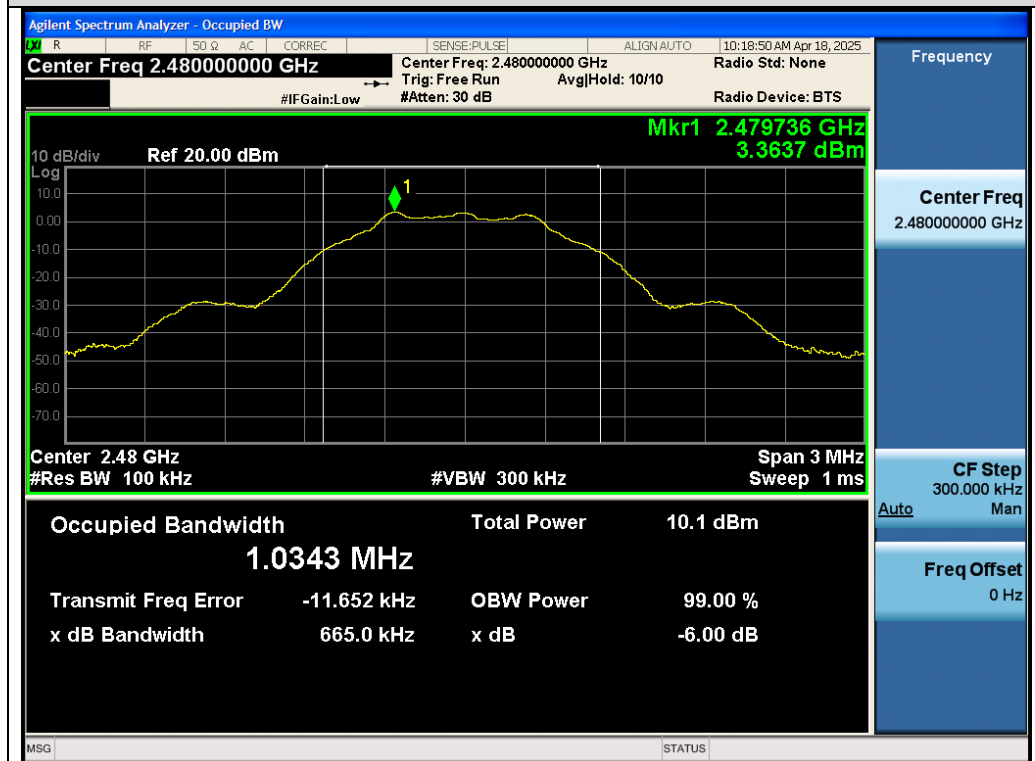 Agilent Spectrum Analyzer - Occupied BW
LXI R RF 50 Ω AC CORREC SENSE:PULSE ALIGN AUTO 10:18:50 AM Apr 18, 2025
Center Freq 2.480000000 GHz
Center Freq: 2.480000000 GHz Radio Std: None
Trig: Free Run Avg|Hold: 10/10
#IFGain:Low #Atten: 30 dB Radio Device: BTS
Mkr1 2.479736 GHz
3.3637 dBm
10 dB/div Ref 20.00 dBm
Log
10.0
0.00
-10.0
-20.0
-30.0
-40.0
-50.0
-60.0
-70.0
1
Center 2.48 GHz Span 3 MHz
#Res BW 100 kHz #VBW 300 kHz Sweep 1 ms
Occupied Bandwidth Total Power 10.1 dBm
1.0343 MHz
Transmit Freq Error -11.652 kHz OBW Power 99.00 %
x dB Bandwidth 665.0 kHz x dB -6.00 dB
Frequency
Center Freq
2.480000000 GHz
CF Step
300.000 kHz
Auto Man
Freq Offset
0 Hz
MSG STATUS